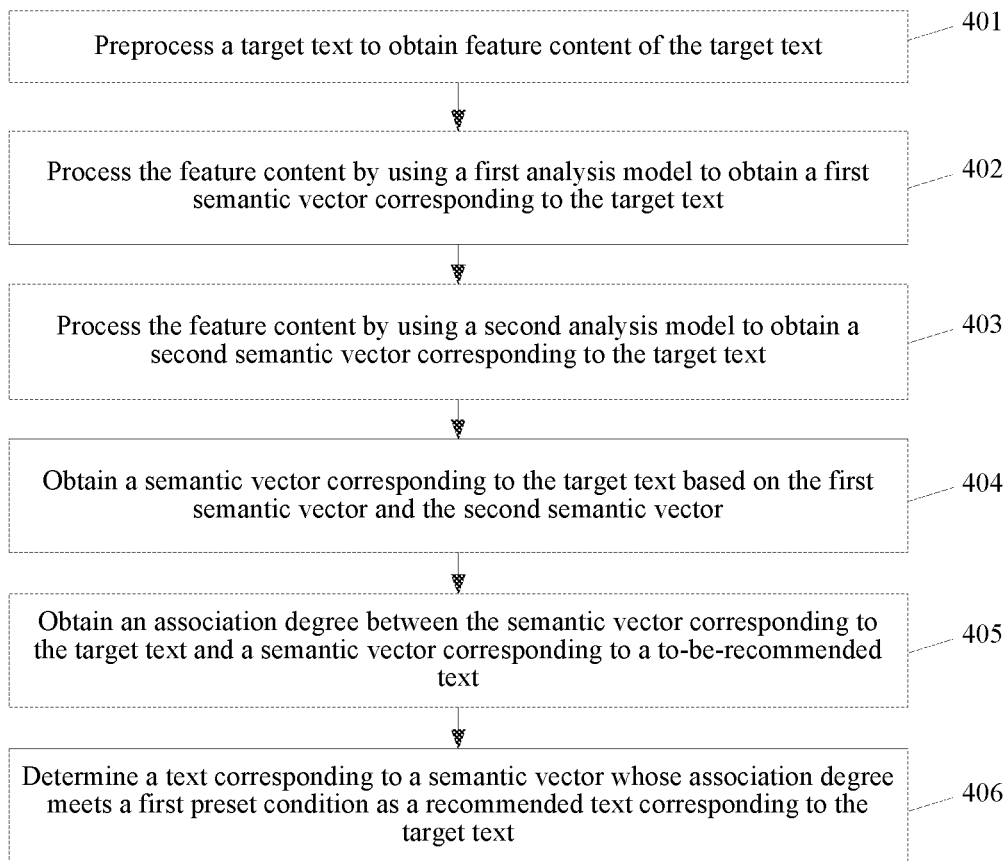 Preprocess a target text to obtain feature content of the target text
401
Process the feature content by using a first analysis model to obtain a first
semantic vector corresponding to the target text
402
Process the feature content by using a second analysis model to obtain a
second semantic vector corresponding to the target text
403
Obtain a semantic vector corresponding to the target text based on the first
semantic vector and the second semantic vector
404
Obtain an association degree between the semantic vector corresponding to
the target text and a semantic vector corresponding to a to-be-recommended
text
405
Determine a text corresponding to a semantic vector whose association degree
meets a first preset condition as a recommended text corresponding to the
target text
406